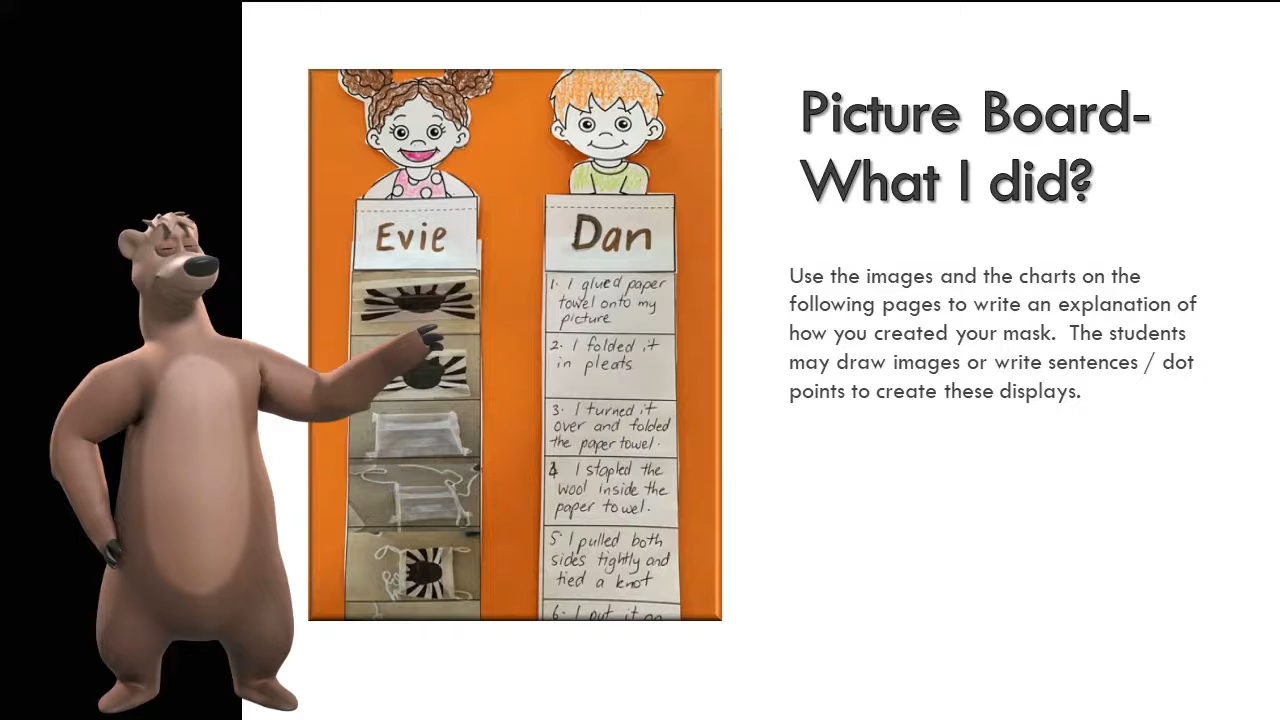 Picture Board-
What I did?
Use the images and the charts on the
following pages to write an explanation of
how you created your mask.  The students
may draw images or write sentences / dot
points to create these displays.
Evie
Dan
1. I glued paper
towel onto my
picture
2. I folded it
in pleats
3. I turned it
over and folded
the paper towel.
4 I stapled the
wool inside the
paper towel.
5. I pulled both
sides tightly and
tied a knot
6. I put it on